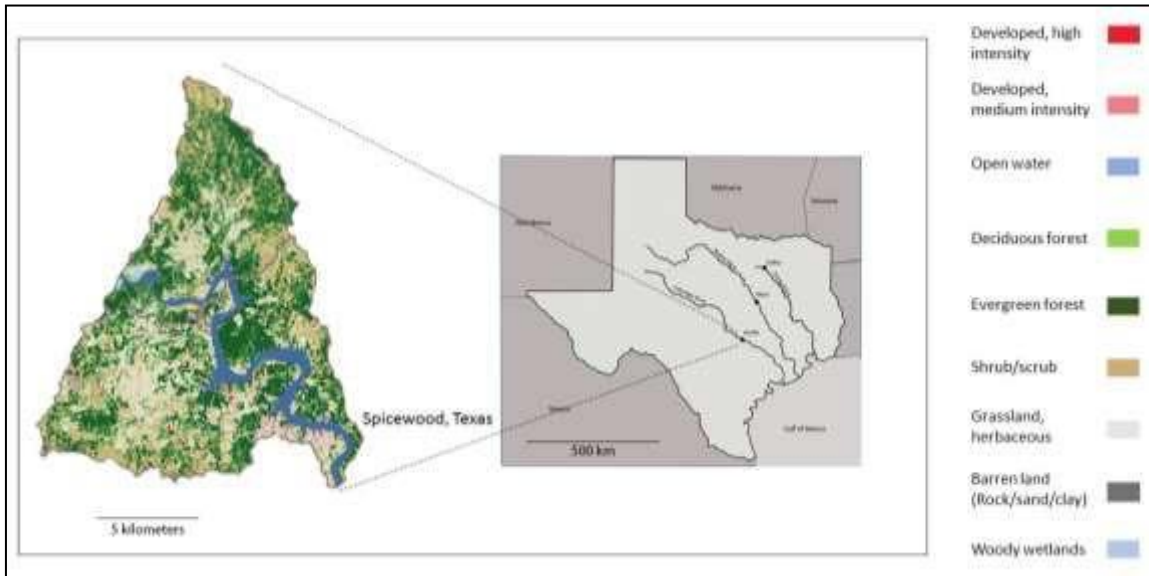 Developed, high
intensity
Developed,
medium intensity
Open water
Deciduous forest
Evergreen forest
Shrub/scrub
Grassland,
herbaceous
Barren land
(Rock/sand/clay)
Woody wetlands
Spicewood, Texas
5 kilometers
500 km
Gulf of Mexico